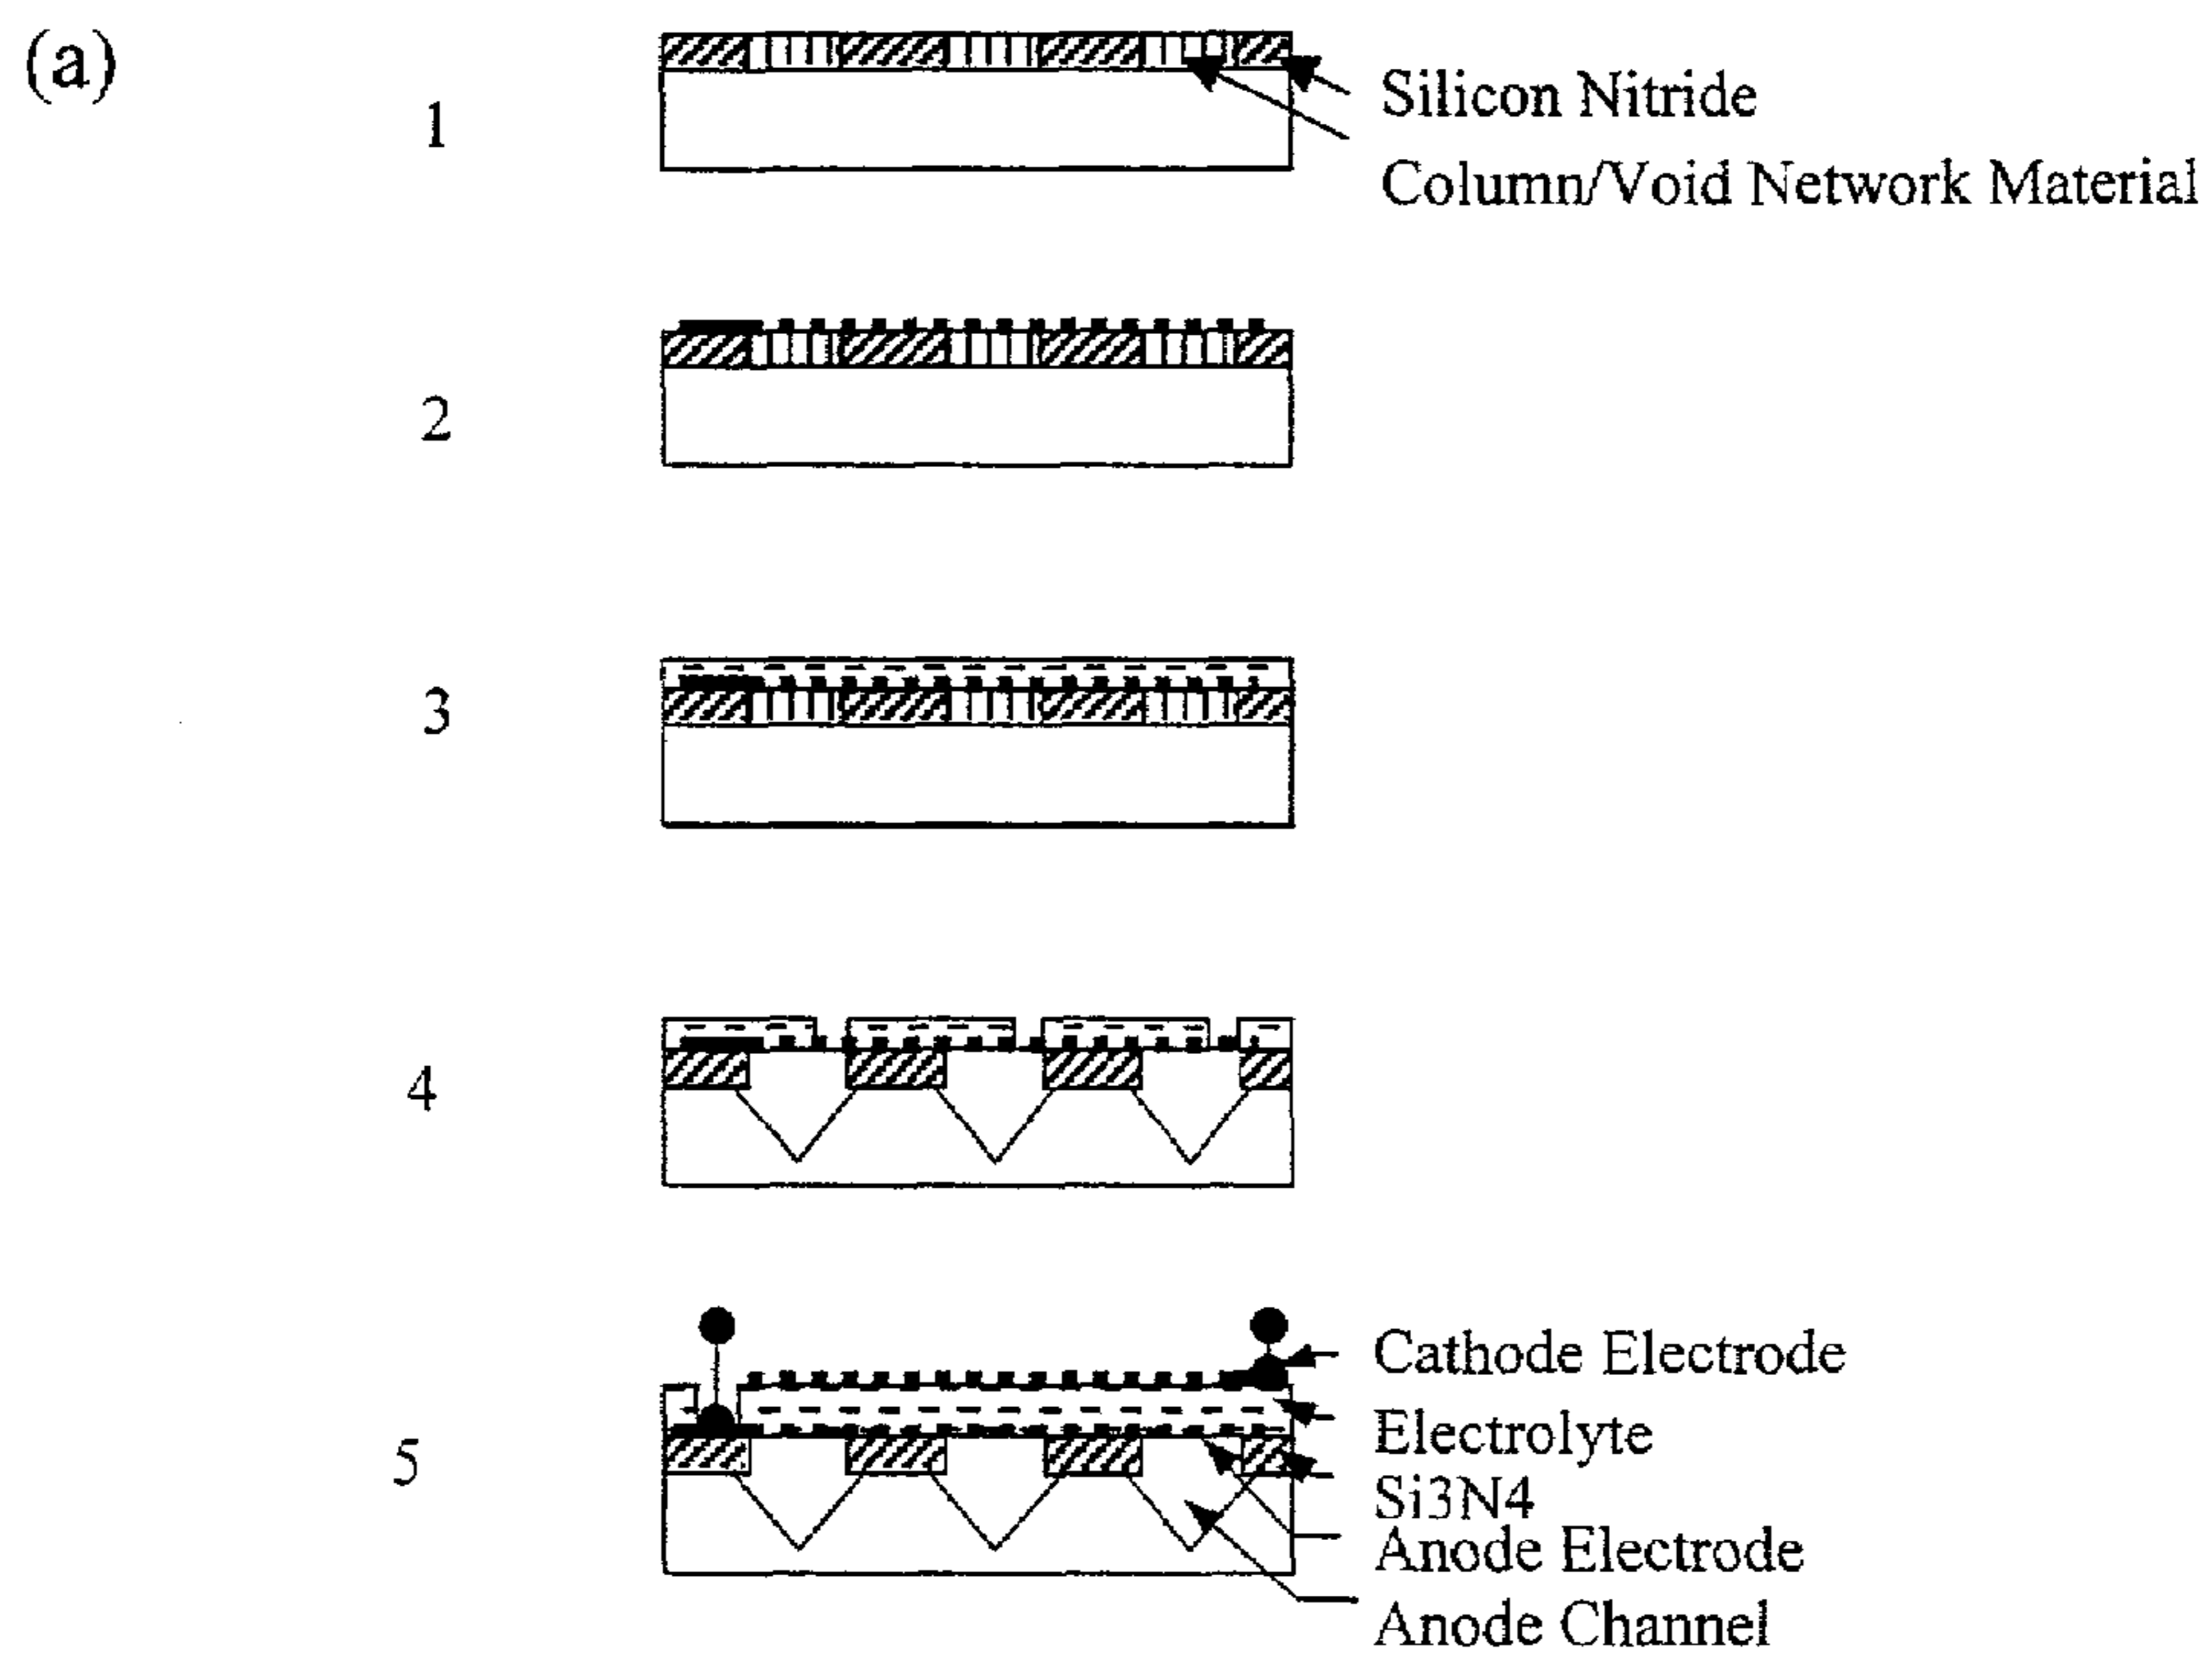 (a)
1
Silicon Nitride
Column/Void Network Material
2
3
4
5
Cathode Electrode
Electrolyte
Si3N4
Anode Electrode
Anode Channel